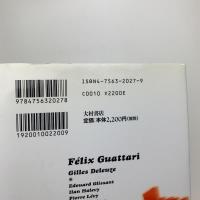 ISBN4-7563-2027-9
C0010 ¥2200E
9784756320278
1920010022009
大村書店
定価:本体2,200円(税別)
Félix Guattari
Gilles Deleuze
*
Edouard Glissant
Ilan Halevy
Pierre Lévy